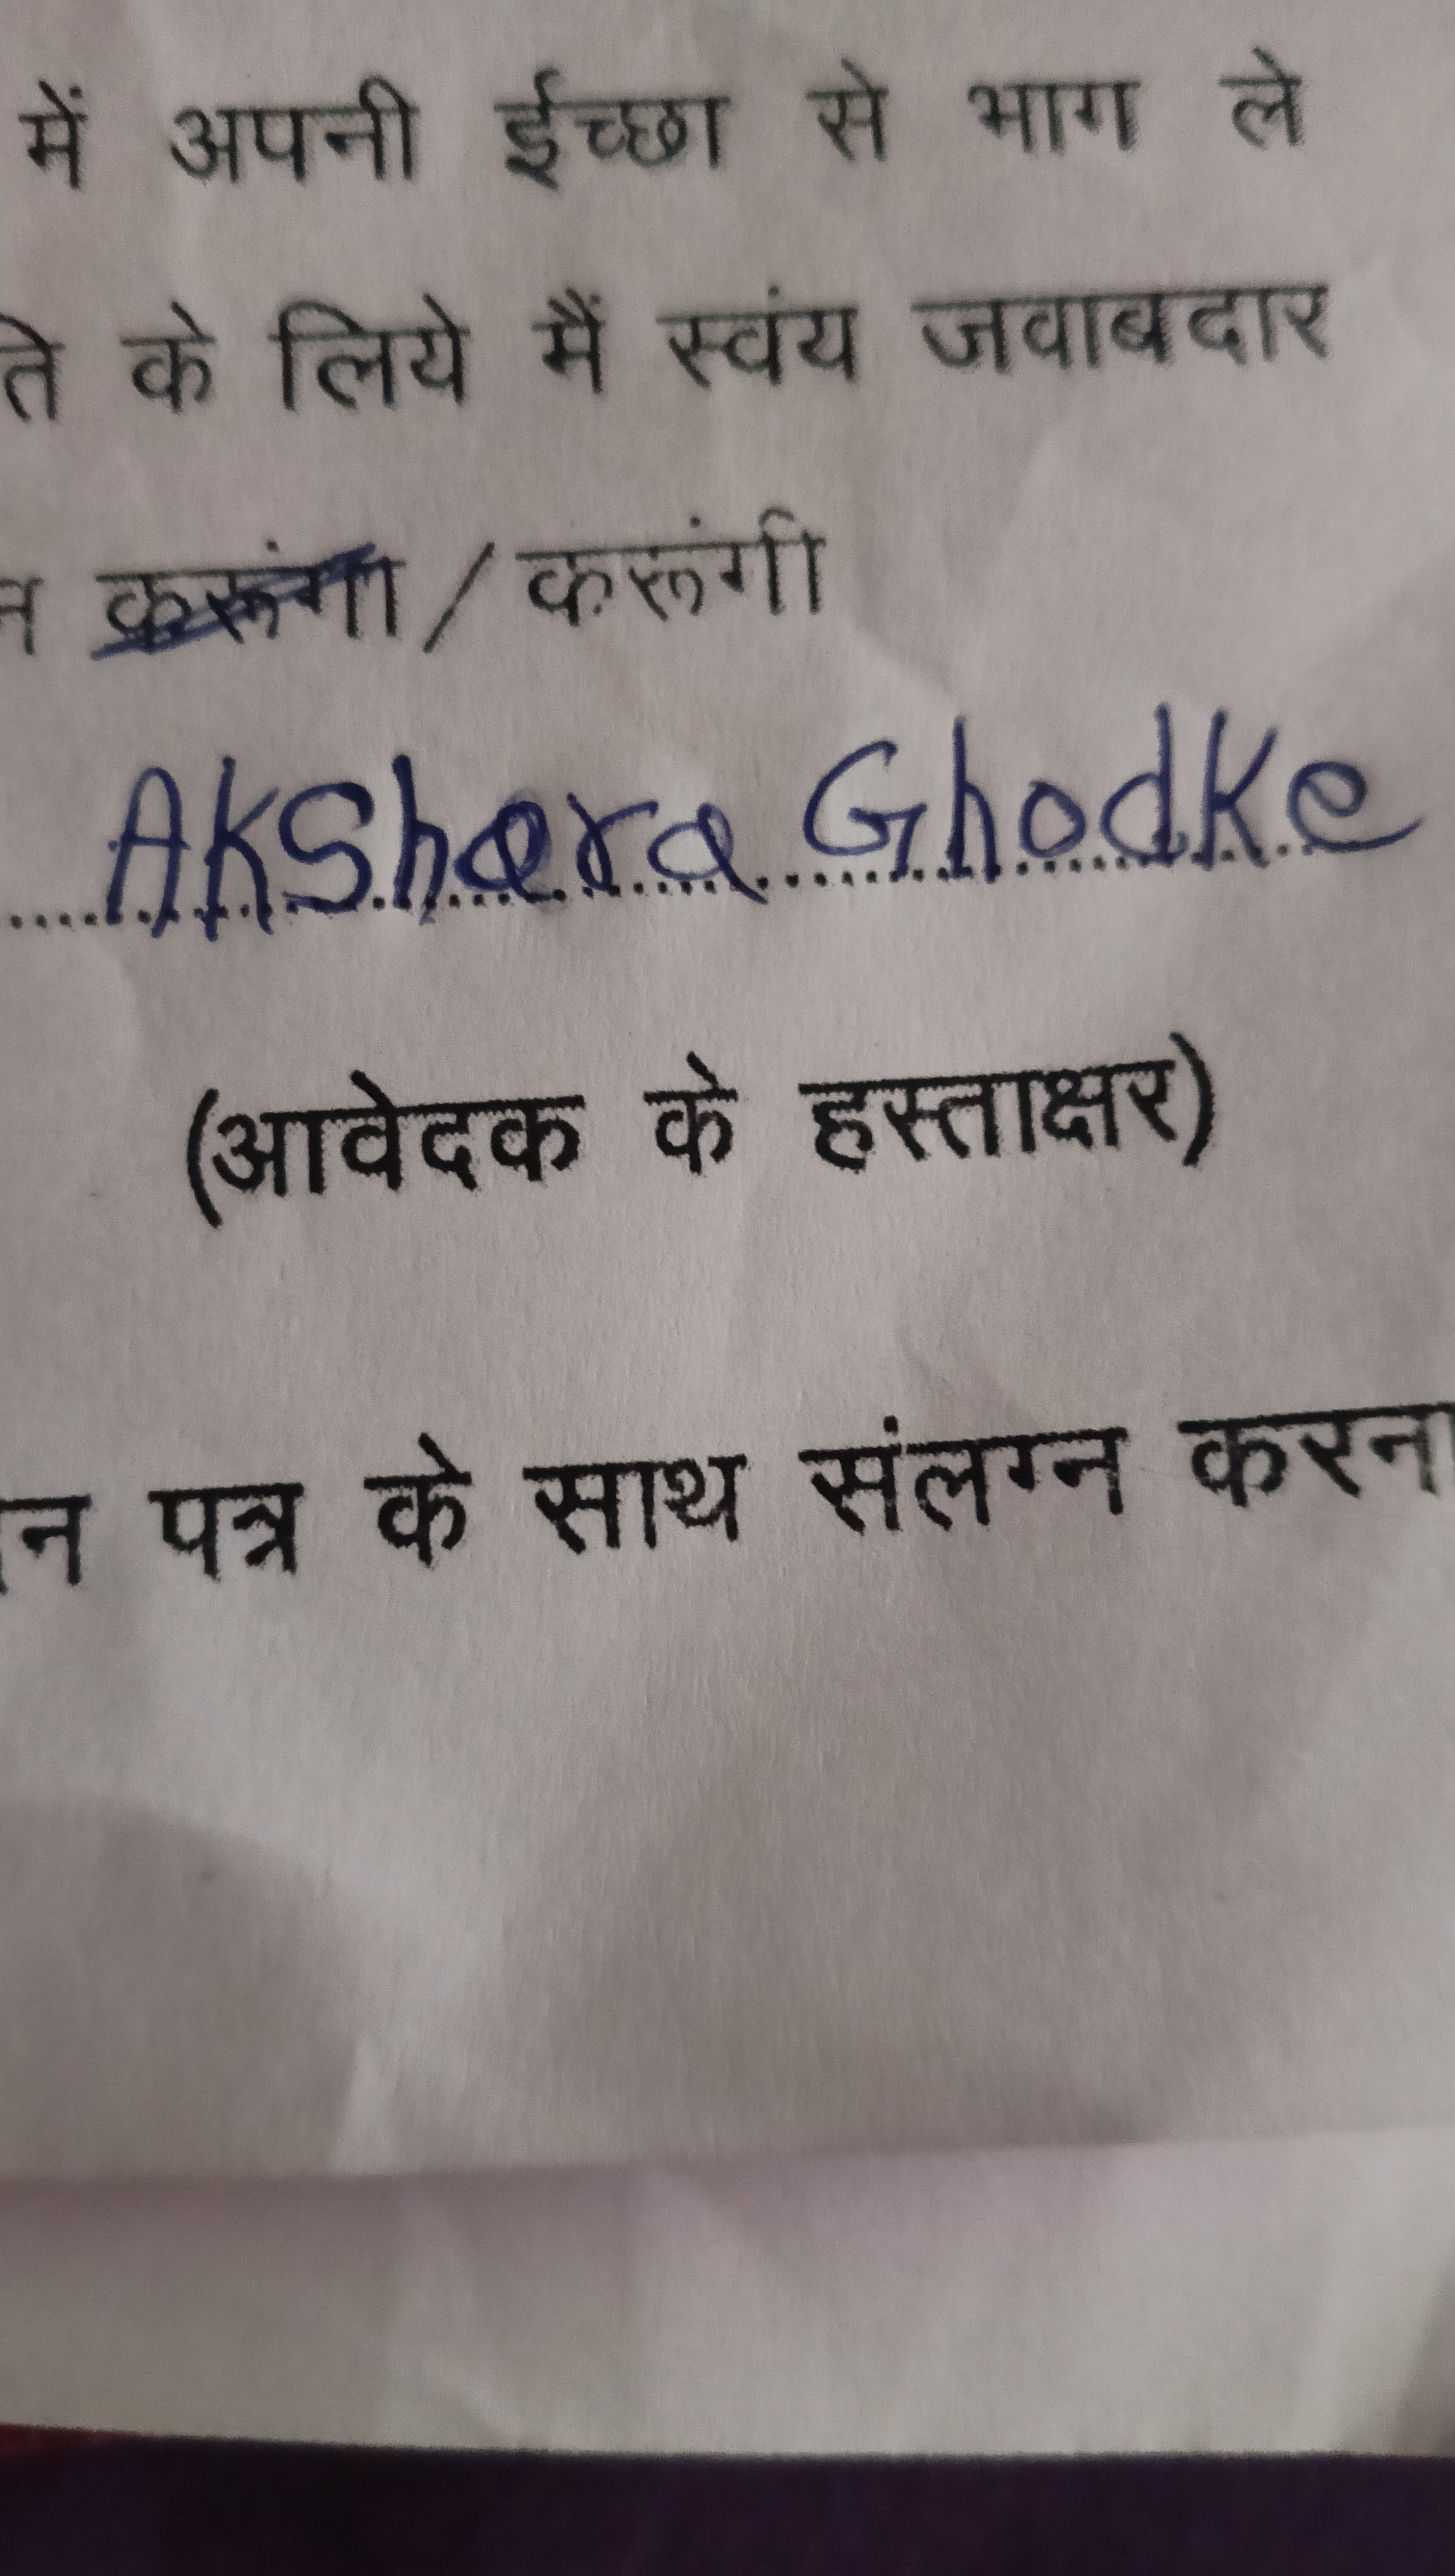 में अपनी ईच्छा से भाग ले
ति के लिये मैं स्वंय जवाबदार
न करूंगा / करूंगी
AKShara Ghodke
(आवेदक के हस्ताक्षर)
न पत्र के साथ संलग्न करना